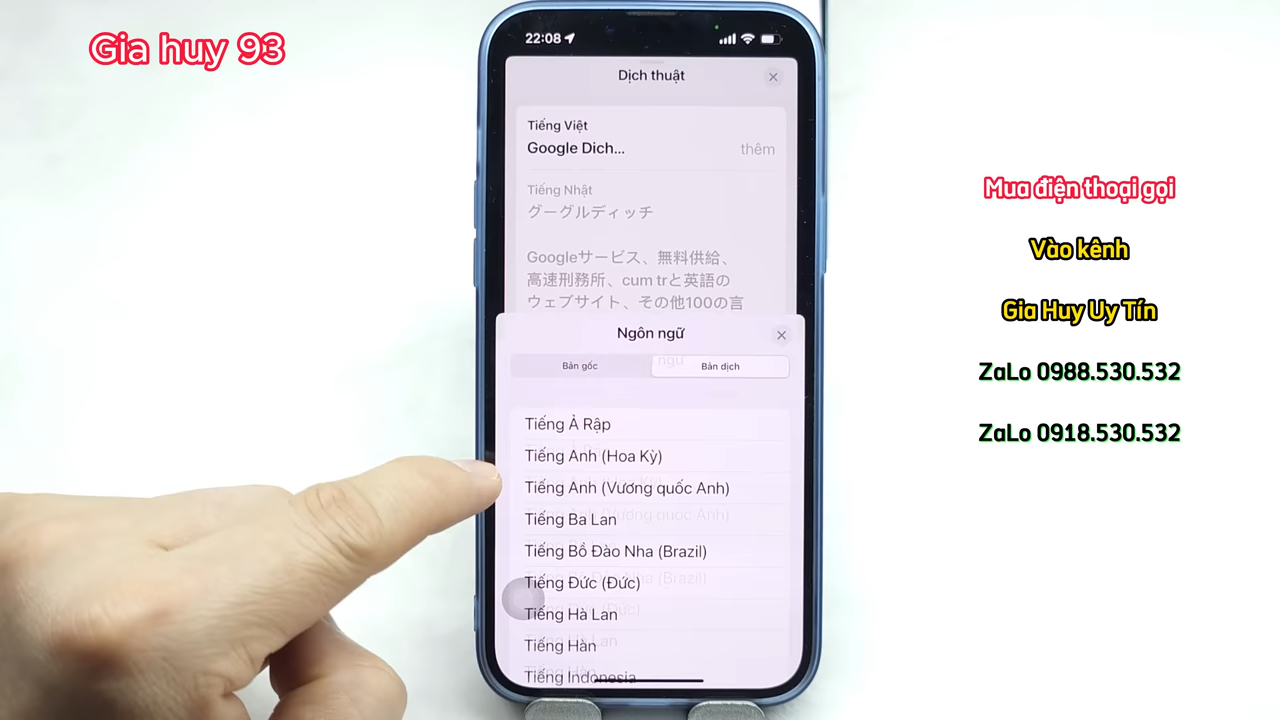 Gia huy 93
22:08
Dịch thuật
Tiếng Việt
Google Dich...
thêm
Tiếng Nhật
グーグルディッチ
Googleサービス、無料供給、
高速刑務所、cum trと英語の
ウェブサイト、その他100の言
Ngôn ngữ
Bản gốc
Bản dịch
Tiếng Ả Rập
Tiếng Anh (Hoa Kỳ)
Tiếng Anh (Vương quốc Anh)
Tiếng Ba Lan
Tiếng Bồ Đào Nha (Brazil)
Tiếng Đức (Đức)
Tiếng Hà Lan
Tiếng Hàn
Tiếng Indonesia
Mua điện thoại gọi
Vào kênh
Gia Huy Uy Tín
ZaLo 0988.530.532
ZaLo 0918.530.532